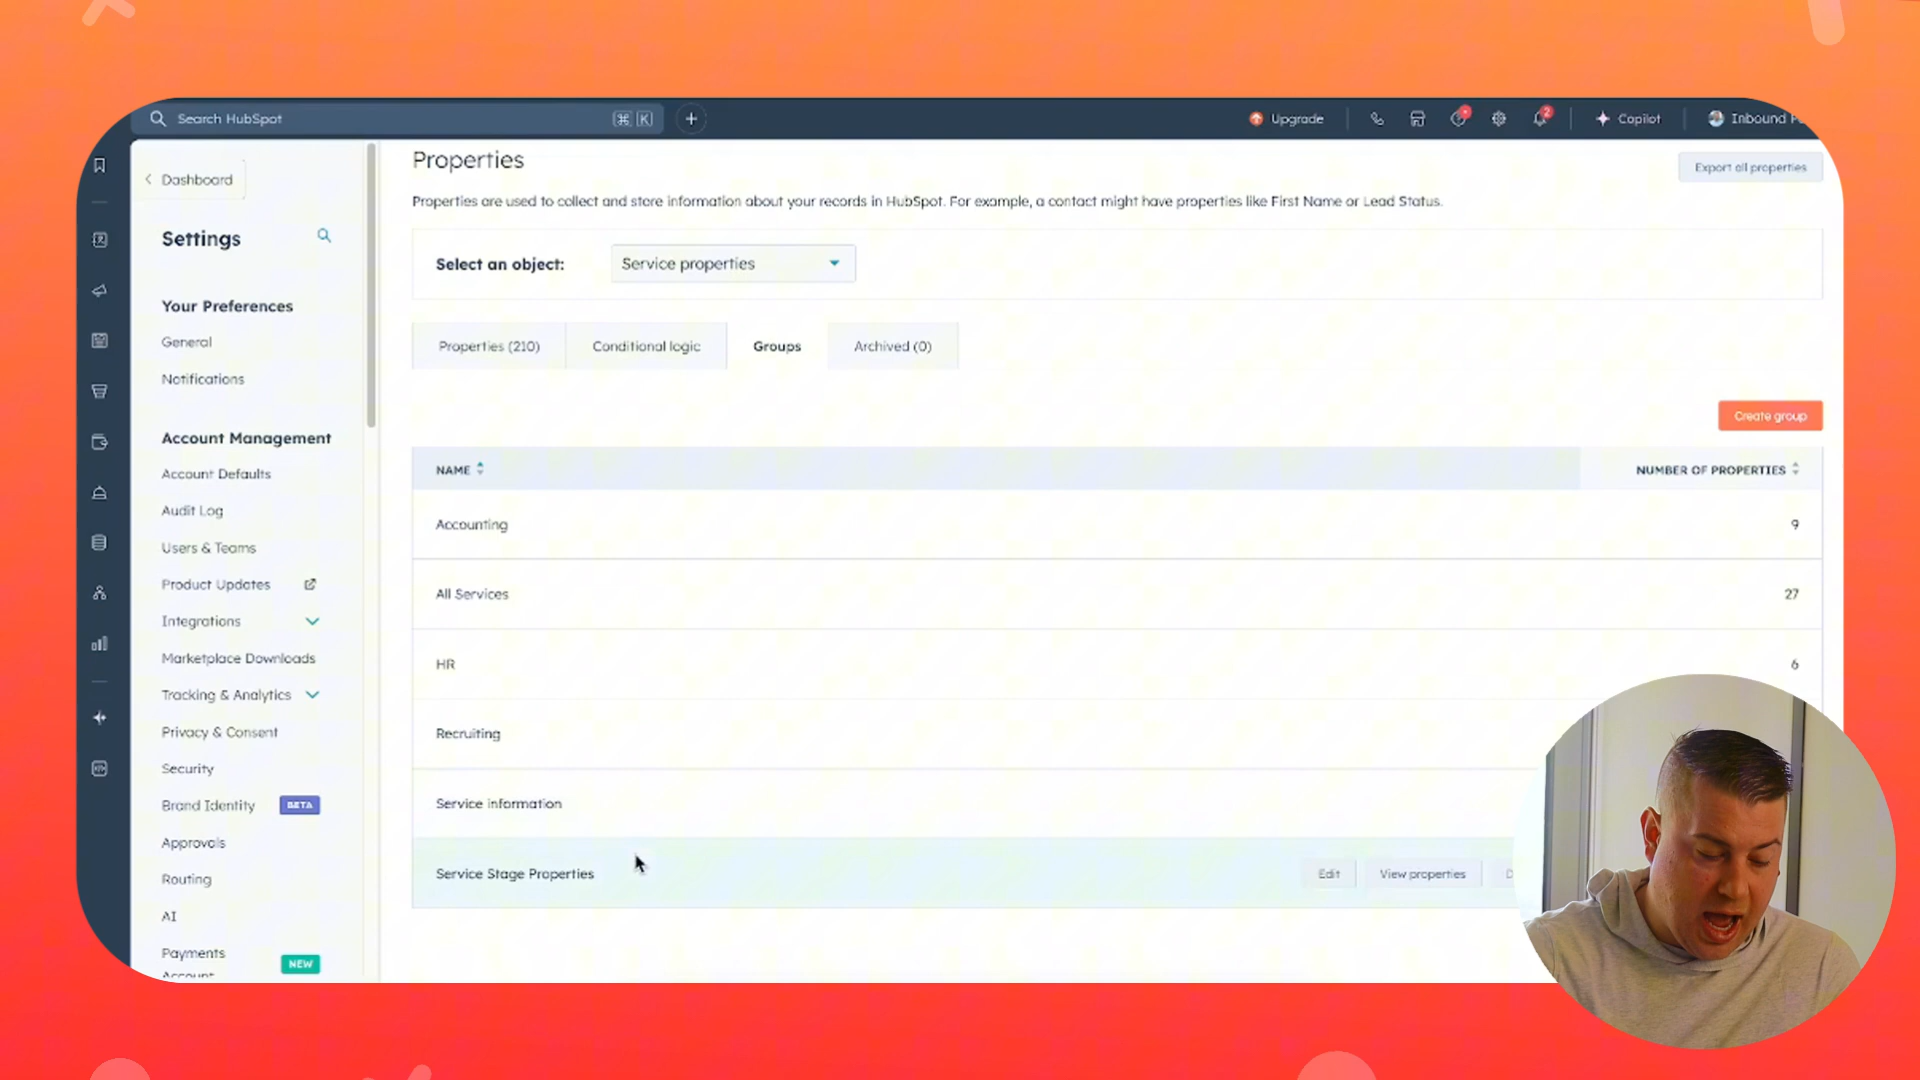 Search HubSpot
⌘ K
+
Upgrade
2
Copilot
Inbound
Dashboard
Settings
Your Preferences
General
Notifications
Account Management
Account Defaults
Audit Log
Users & Teams
Product Updates
Integrations
Marketplace Downloads
Tracking & Analytics
Privacy & Consent
Security
Brand Identity BETA
Approvals
Routing
AI
Payments
Account
NEW
Properties
Export all properties
Properties are used to collect and store information about your records in HubSpot. For example, a contact might have properties like First Name or Lead Status.
Select an object: Service properties
Properties (210) Conditional logic Groups Archived (0)
Create group
NAME NUMBER OF PROPERTIES
Accounting 9
All Services 27
HR 6
Recruiting
Service information
Service Stage Properties Edit View properties